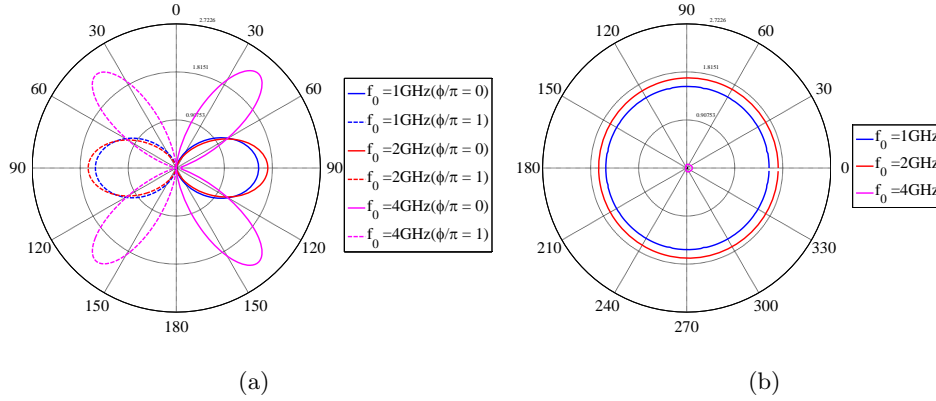 0
30
30
60
60
90
90
120
120
150
150
180
2.7226
1.8151
0.90753
f0 =1GHz(ϕ/π = 0)
f0 =1GHz(ϕ/π = 1)
f0 =2GHz(ϕ/π = 0)
f0 =2GHz(ϕ/π = 1)
f0 =4GHz(ϕ/π = 0)
f0 =4GHz(ϕ/π = 1)
(a)
90
60
120
30
150
0
180
330
210
300
240
270
2.7226
1.8151
0.90753
f0 =1GHz
f0 =2GHz
f0 =4GHz
(b)